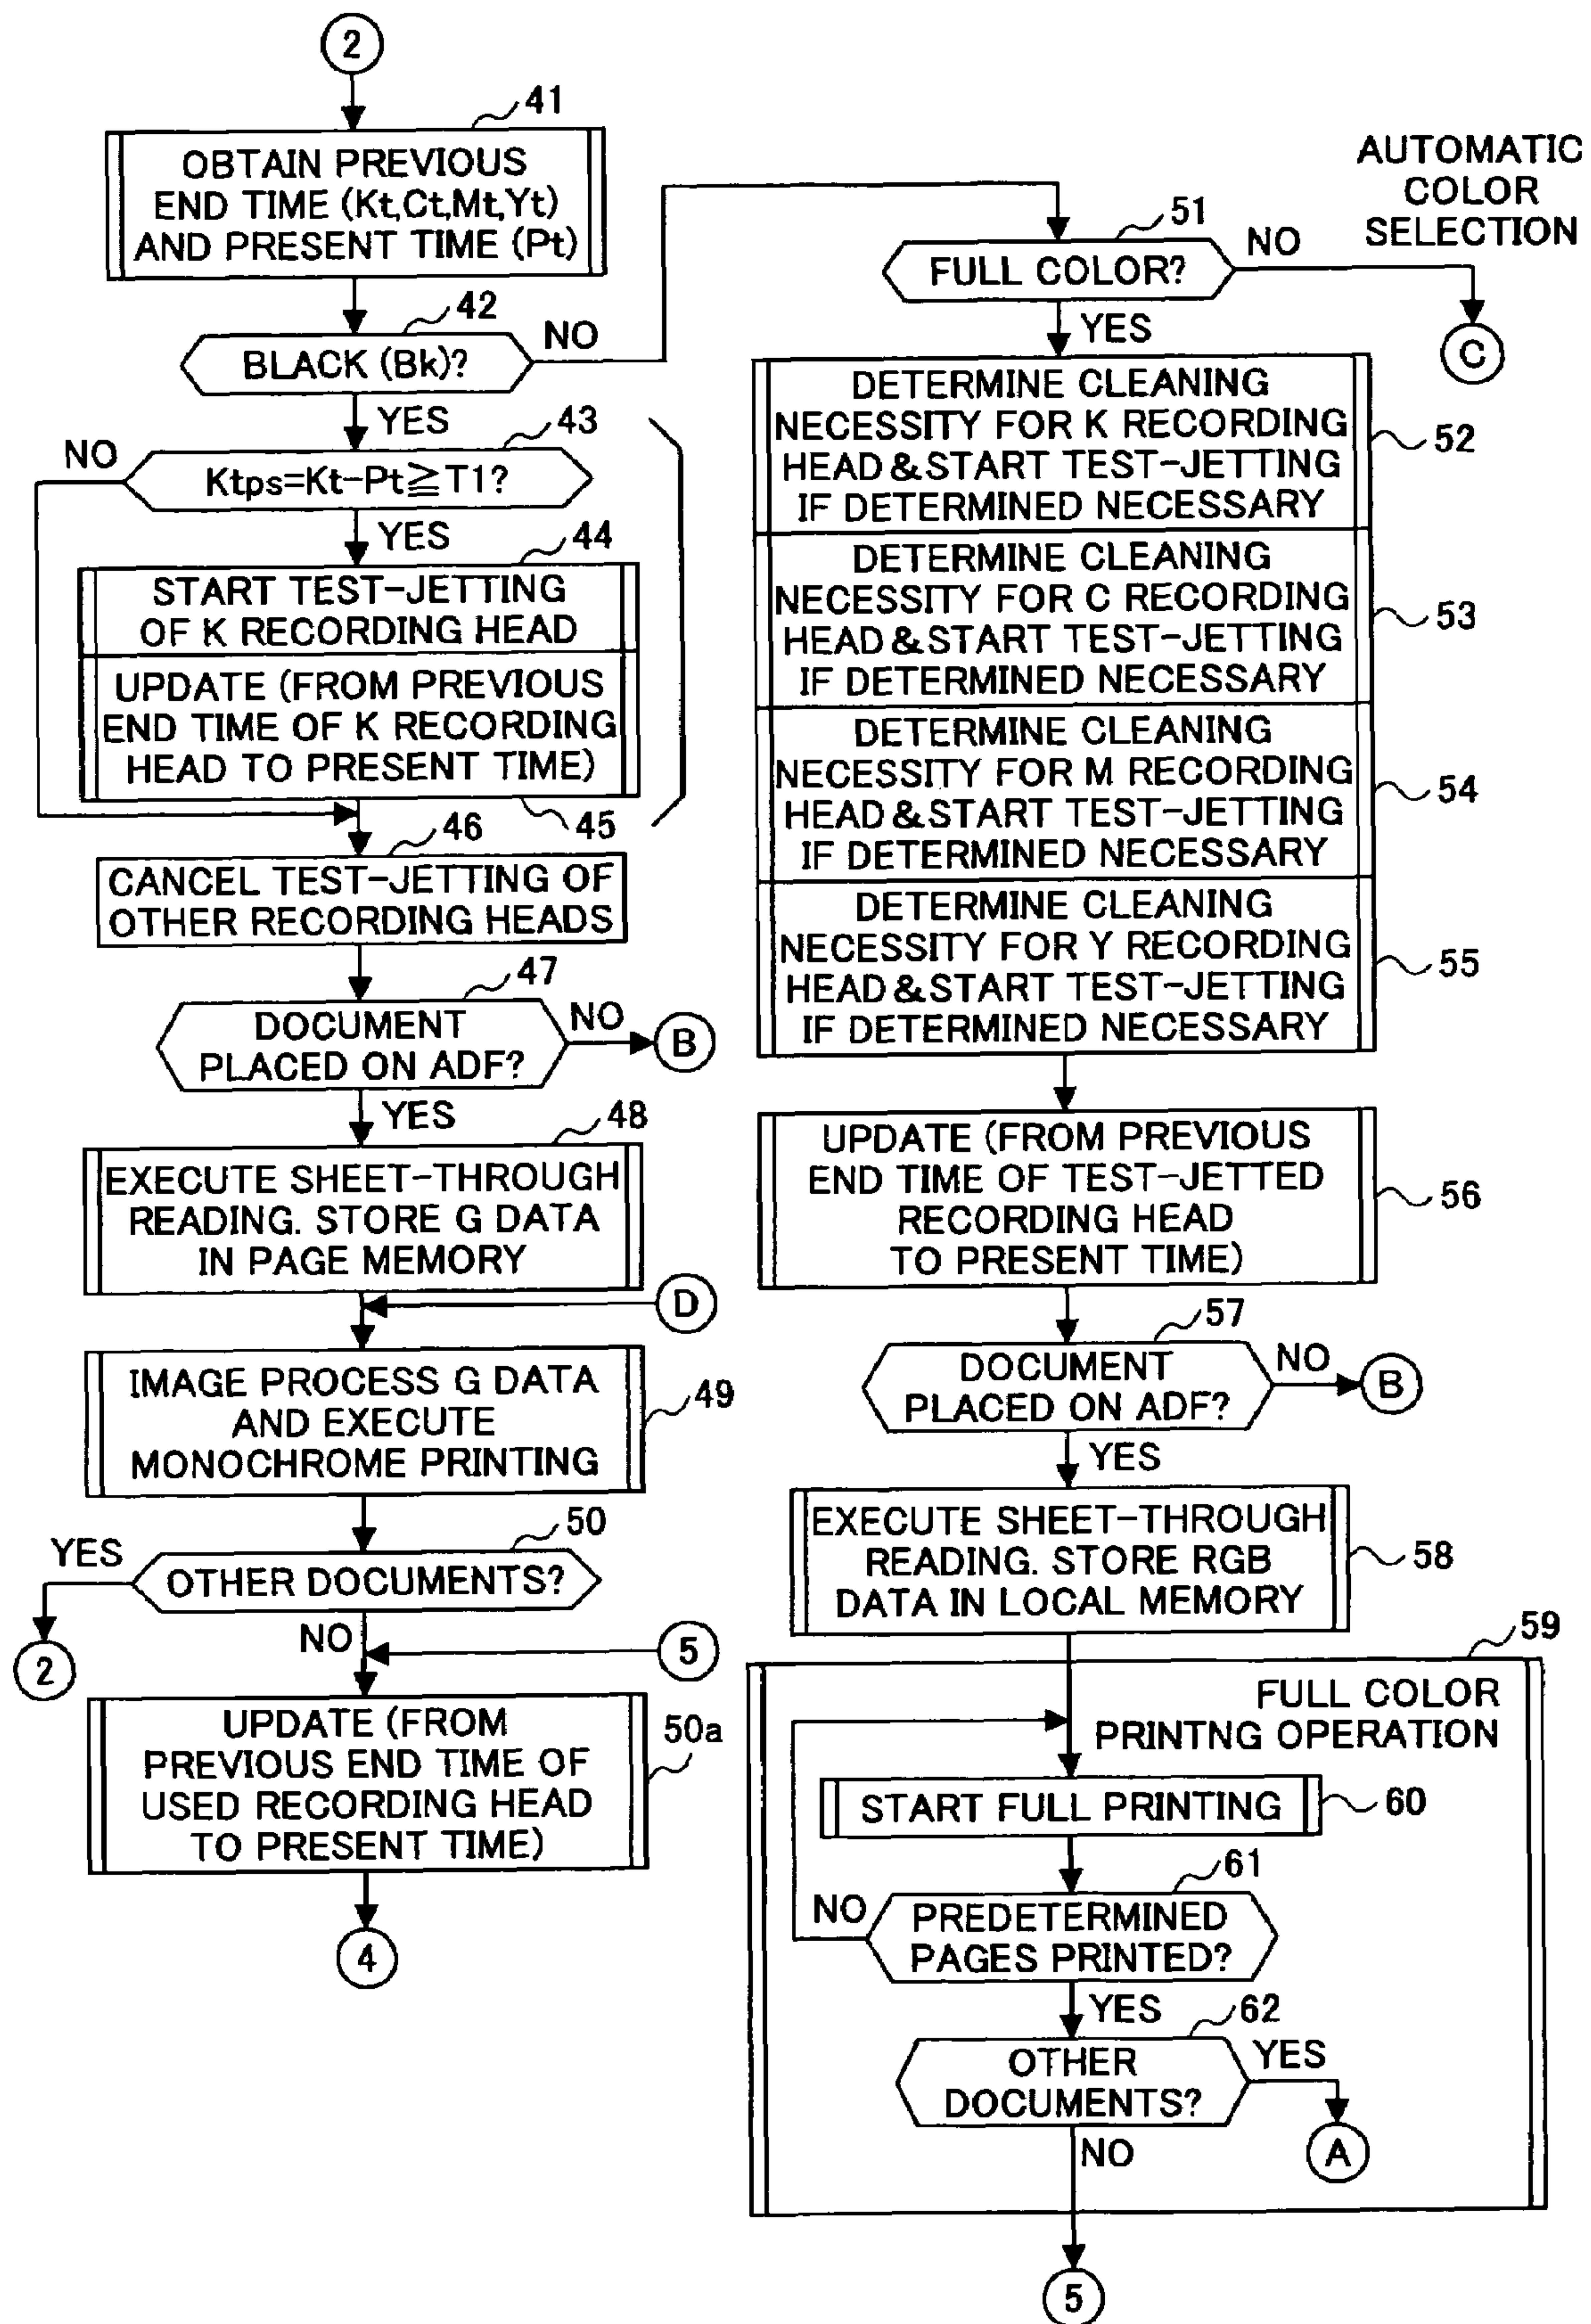 2
41
OBTAIN PREVIOUS
END TIME (Kt,Ct,Mt,Yt)
AND PRESENT TIME (Pt)
42
BLACK (Bk)?
NO
YES
43
NO
Ktps=Kt-Pt≧T1?
YES
44
START TEST-JETTING
OF K RECORDING HEAD
UPDATE (FROM PREVIOUS
END TIME OF K RECORDING
HEAD TO PRESENT TIME)
45
46
CANCEL TEST-JETTING OF
OTHER RECORDING HEADS
47
DOCUMENT
PLACED ON ADF?
NO
B
YES
48
EXECUTE SHEET-THROUGH
READING. STORE G DATA
IN PAGE MEMORY
D
IMAGE PROCESS G DATA
AND EXECUTE
MONOCHROME PRINTING
49
50
YES
OTHER DOCUMENTS?
2
NO
5
UPDATE (FROM
PREVIOUS END TIME OF
USED RECORDING HEAD
TO PRESENT TIME)
50a
4
AUTOMATIC
COLOR
SELECTION
51
FULL COLOR?
NO
C
YES
DETERMINE CLEANING
NECESSITY FOR K RECORDING
HEAD&START TEST-JETTING
IF DETERMINED NECESSARY
52
DETERMINE CLEANING
NECESSITY FOR C RECORDING
HEAD&START TEST-JETTING
IF DETERMINED NECESSARY
53
DETERMINE CLEANING
NECESSITY FOR M RECORDING
HEAD&START TEST-JETTING
IF DETERMINED NECESSARY
54
DETERMINE CLEANING
NECESSITY FOR Y RECORDING
HEAD&START TEST-JETTING
IF DETERMINED NECESSARY
55
UPDATE (FROM PREVIOUS
END TIME OF TEST-JETTED
RECORDING HEAD
TO PRESENT TIME)
56
57
DOCUMENT
PLACED ON ADF?
NO
B
YES
EXECUTE SHEET-THROUGH
READING. STORE RGB
DATA IN LOCAL MEMORY
58
59
FULL COLOR
PRINTNG OPERATION
START FULL PRINTING
60
61
NO
PREDETERMINED
PAGES PRINTED?
YES
62
OTHER
DOCUMENTS?
YES
A
NO
5